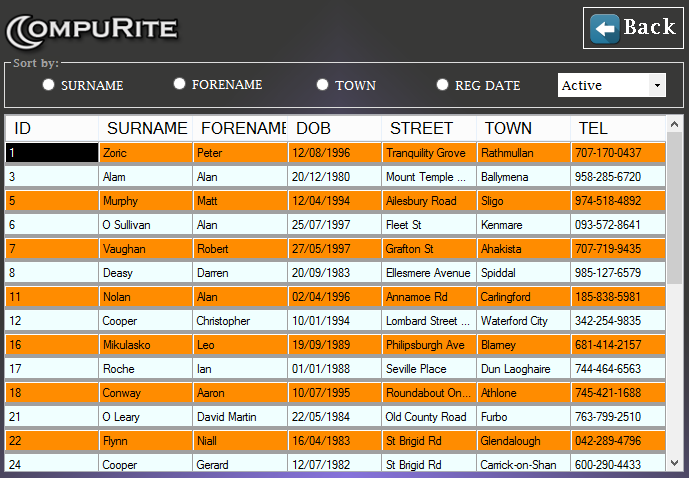 COMPURITE
Back
Sort by:
SURNAME FORENAME TOWN REG DATE Active
ID SURNAME FORENAME DOB STREET TOWN TEL
1 Zoric Peter 12/08/1996 Tranquility Grove Rathmullan 707-170-0437
3 Alam Alan 20/12/1980 Mount Temple ... Ballymena 958-285-6720
5 Murphy Matt 12/04/1994 Ailesbury Road Sligo 974-518-4892
6 O Sullivan Alan 25/07/1997 Fleet St Kenmare 093-572-8641
7 Vaughan Robert 27/05/1997 Grafton St Ahakista 707-719-9435
8 Deasy Darren 20/09/1983 Ellesmere Avenue Spiddal 985-127-6579
11 Nolan Alan 02/04/1996 Annamoe Rd Carlingford 185-838-5981
12 Cooper Christopher 10/01/1994 Lombard Street ... Waterford City 342-254-9835
16 Mikulasko Leo 19/09/1989 Philipsburgh Ave Blarney 681-414-2157
17 Roche Ian 01/01/1988 Seville Place Dun Laoghaire 744-464-6563
18 Conway Aaron 10/07/1995 Roundabout On... Athlone 745-421-1688
21 O Leary David Martin 22/05/1984 Old County Road Furbo 763-799-2510
22 Flynn Niall 16/04/1983 St Brigid Rd Glendalough 042-289-4796
24 Cooper Gerard 12/07/1982 St Brigid Rd Carrick-on-Shan 600-290-4433